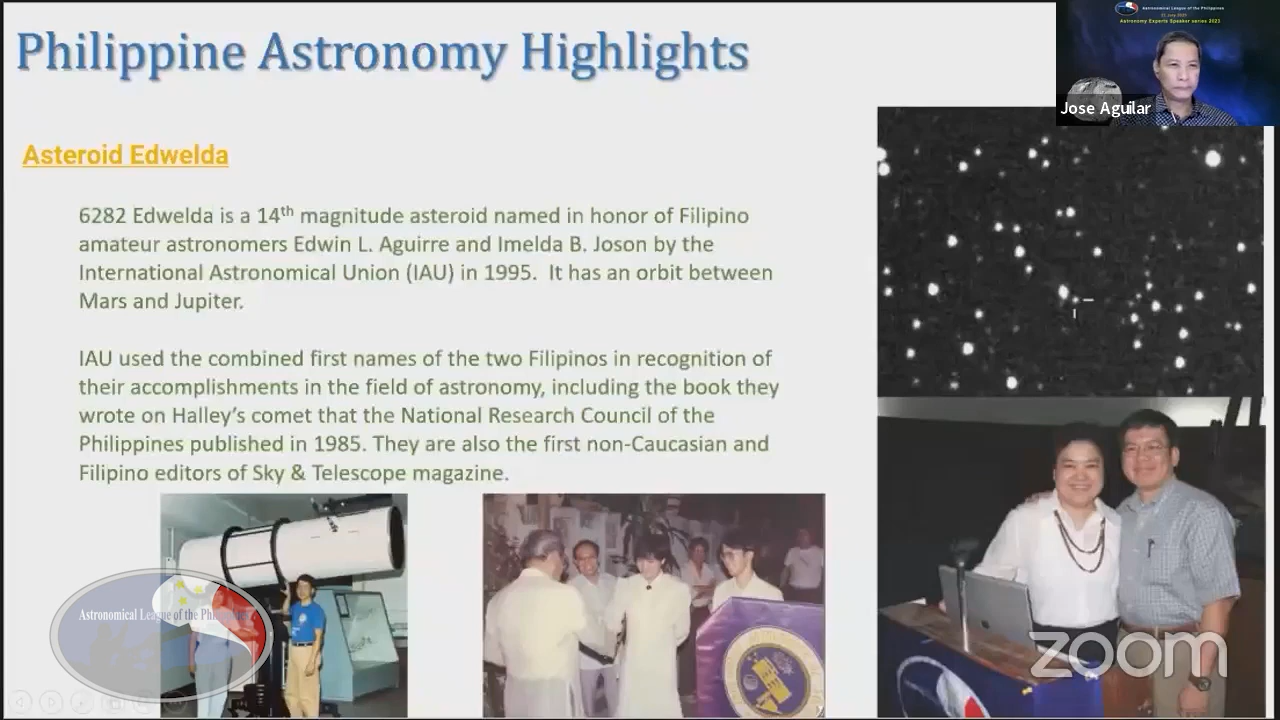 Philippine Astronomy Highlights
Asteroid Edwelda
6282 Edwelda is a 14th magnitude asteroid named in honor of Filipino
amateur astronomers Edwin L. Aguirre and Imelda B. Joson by the
International Astronomical Union (IAU) in 1995. It has an orbit between
Mars and Jupiter.
IAU used the combined first names of the two Filipinos in recognition of
their accomplishments in the field of astronomy, including the book they
wrote on Halley's comet that the National Research Council of the
Philippines published in 1985. They are also the first non-Caucasian and
Filipino editors of Sky & Telescope magazine.
Astronomical League of the Philippines
Astronomy Experts Speaker series 2023
Jose Aguilar
Astronomical League of the Philippines
zoom